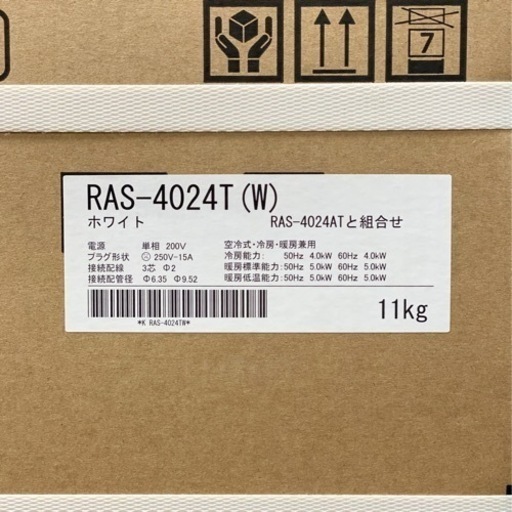 7
RAS-4024T(W)
ホワイト RAS-4024ATと組合せ
電源 単相 200V 空冷式・冷房・暖房兼用
プラグ形状 250V-15A 冷房能力: 50Hz 4.0kW 60Hz 4.0kW
接続配線 3芯 Φ2 暖房標準能力:50Hz 5.0kW 60Hz 5.0kW
接続配管径 Φ6.35 Φ9.52 暖房低温能力:50Hz 5.0kW 60Hz 5.0kW
*K RAS-4024TW*
11kg